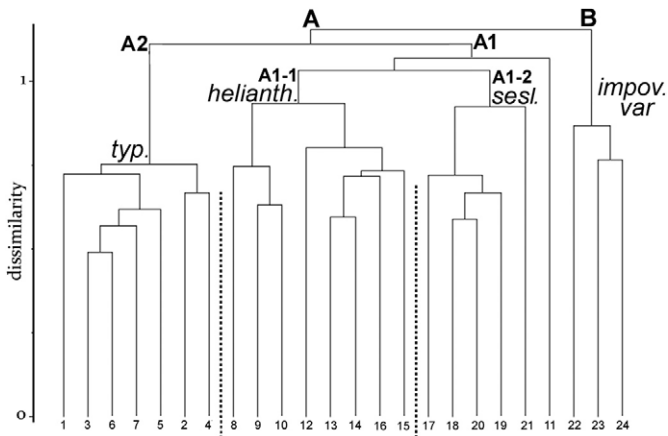 A B
A2 A1
A1-1 A1-2 impov.
helianth. sesl. var
1
typ.
dissimilarity
0
1 3 6 7 5 2 4 8 9 10 12 13 14 16 15 17 18 20 19 21 11 22 23 24